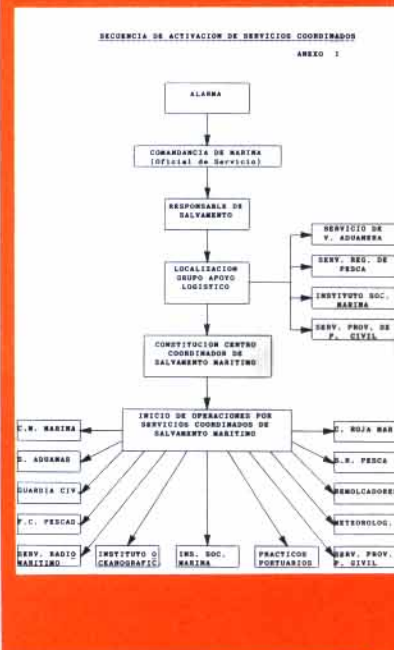 SECUENCIA DE ACTIVACION DE SERVICIOS COORDINADOS
ANEXO I
ALARMA
COMANDANCIA DE MARINA
(Oficial de Servicio)
RESPONSABLE DE
SALVAMENTO
LOCALIZACION
GRUPO APOYO
LOGISTICO
SERVICIO DE
V. ADUANERA
SERV. REG. DE
PESCA
INSTITUTO SOC.
MARINA
SERV. PROV. DE
P. CIVIL
CONSTITUCION CENTRO
COORDINADOR DE
SALVAMENTO MARITIMO
INICIO DE OPERACIONES POR
SERVICIOS COORDINADOS DE
SALVAMENTO MARITIMO
C.M. MARINA
S. ADUANAS
GUARDIA CIV.
F.C. PESCAD.
SERV. RADIO
MARITIMO
INSTITUTO O
CEANOGRAFIC.
INS. SOC.
MARINA
PRACTICOS
PORTUARIOS
C. ROJA MAR
S.R. PESCA
REMOLCADORES
METEOROLOG.
SERV. PROV.
P. CIVIL